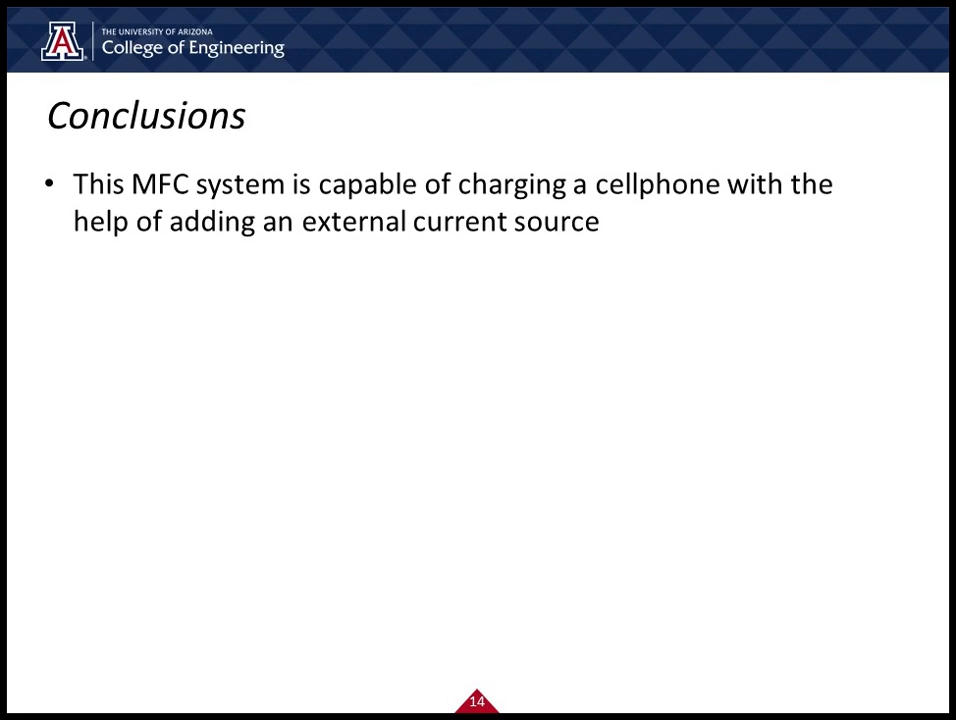 THE UNIVERSITY OF ARIZONA
College of Engineering
Conclusions
• This MFC system is capable of charging a cellphone with the
help of adding an external current source
14